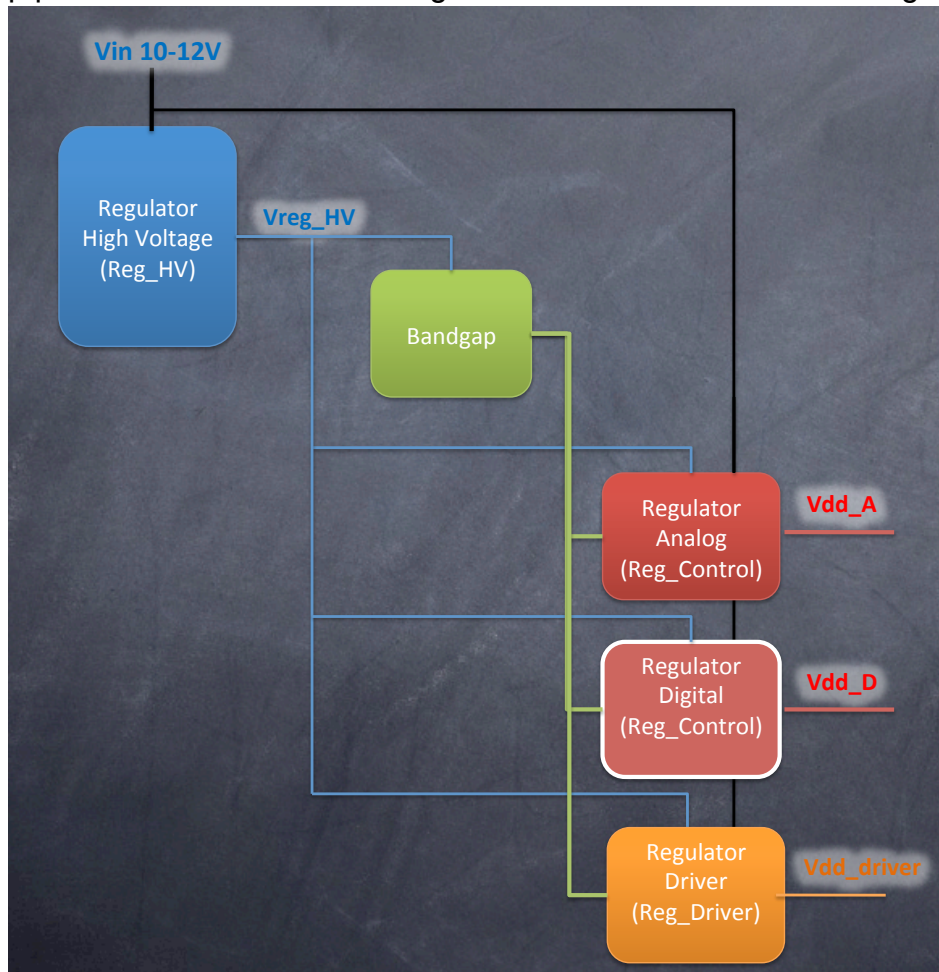 Vin 10-12V
Regulator
High Voltage
(Reg_HV)
Vreg_HV
Bandgap
Regulator
Analog
(Reg_Control)
Vdd_A
Regulator
Digital
(Reg_Control)
Vdd_D
Regulator
Driver
(Reg_Driver)
Vdd_driver